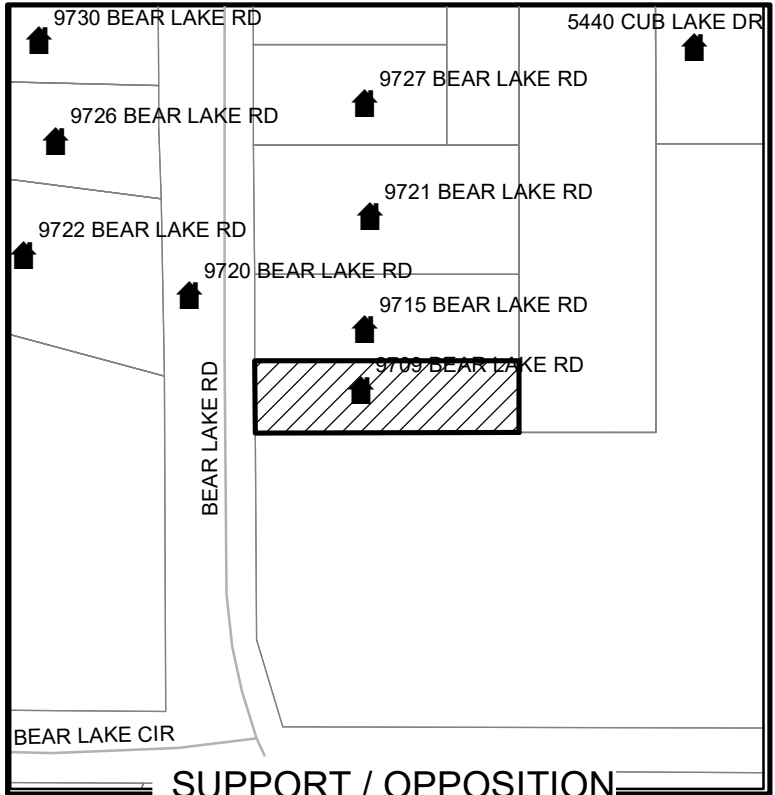 9730 BEAR LAKE RD
5440 CUB LAKE DR
9727 BEAR LAKE RD
9726 BEAR LAKE RD
9721 BEAR LAKE RD
9722 BEAR LAKE RD
9720 BEAR LAKE RD
9715 BEAR LAKE RD
9709 BEAR LAKE RD
BEAR LAKE RD
BEAR LAKE CIR
SUPPORT / OPPOSITION